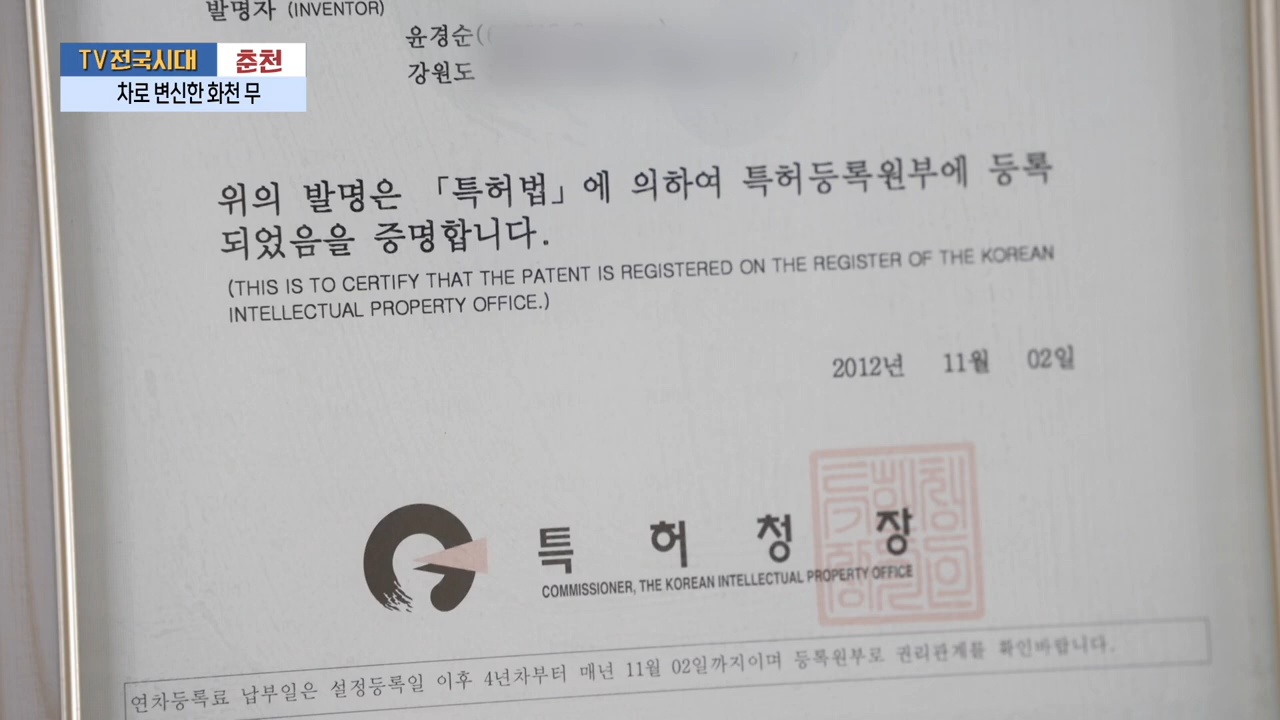 발명자 (INVENTOR)
윤경순(
강원도
TV전국시대 춘천
차로 변신한 화천 무
위의 발명은 「특허법」에 의하여 특허등록원부에 등록
되었음을 증명합니다.
(THIS IS TO CERTIFY THAT THE PATENT IS REGISTERED ON THE REGISTER OF THE KOREAN
INTELLECTUAL PROPERTY OFFICE.)
2012년 11월 02일
특허청장
COMMISSIONER, THE KOREAN INTELLECTUAL PROPERTY OFFICE
연차등록료 납부일은 설정등록일 이후 4년차부터 매년 11월 02일까지이며 등록원부로 권리관계를 확인바랍니다.